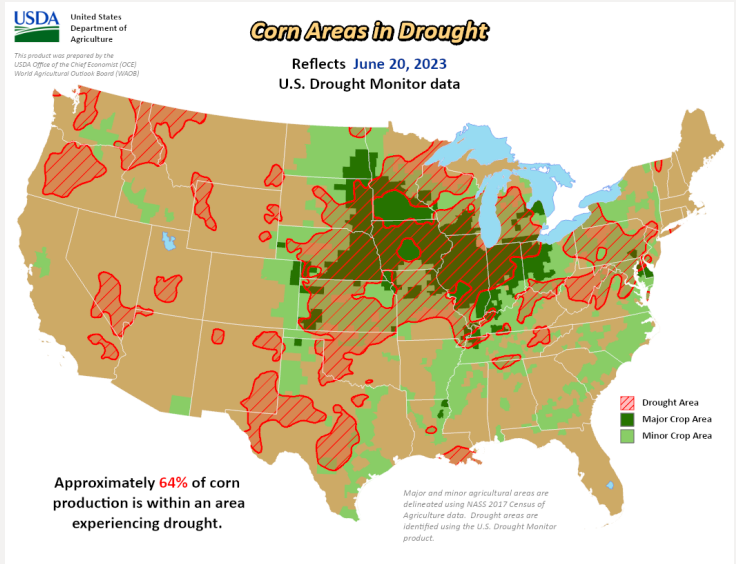 USDA
United States
Department of
Agriculture
This product was prepared by the
USDA Office of the Chief Economist (OCE)
World Agricultural Outlook Board (WAOB)
Corn Areas in Drought
Reflects June 20, 2023
U.S. Drought Monitor data
Drought Area
Major Crop Area
Minor Crop Area
Approximately 64% of corn
production is within an area
experiencing drought.
Major and minor agricultural areas are
delineated using NASS 2017 Census of
Agriculture data. Drought areas are
identified using the U.S. Drought Monitor
product.